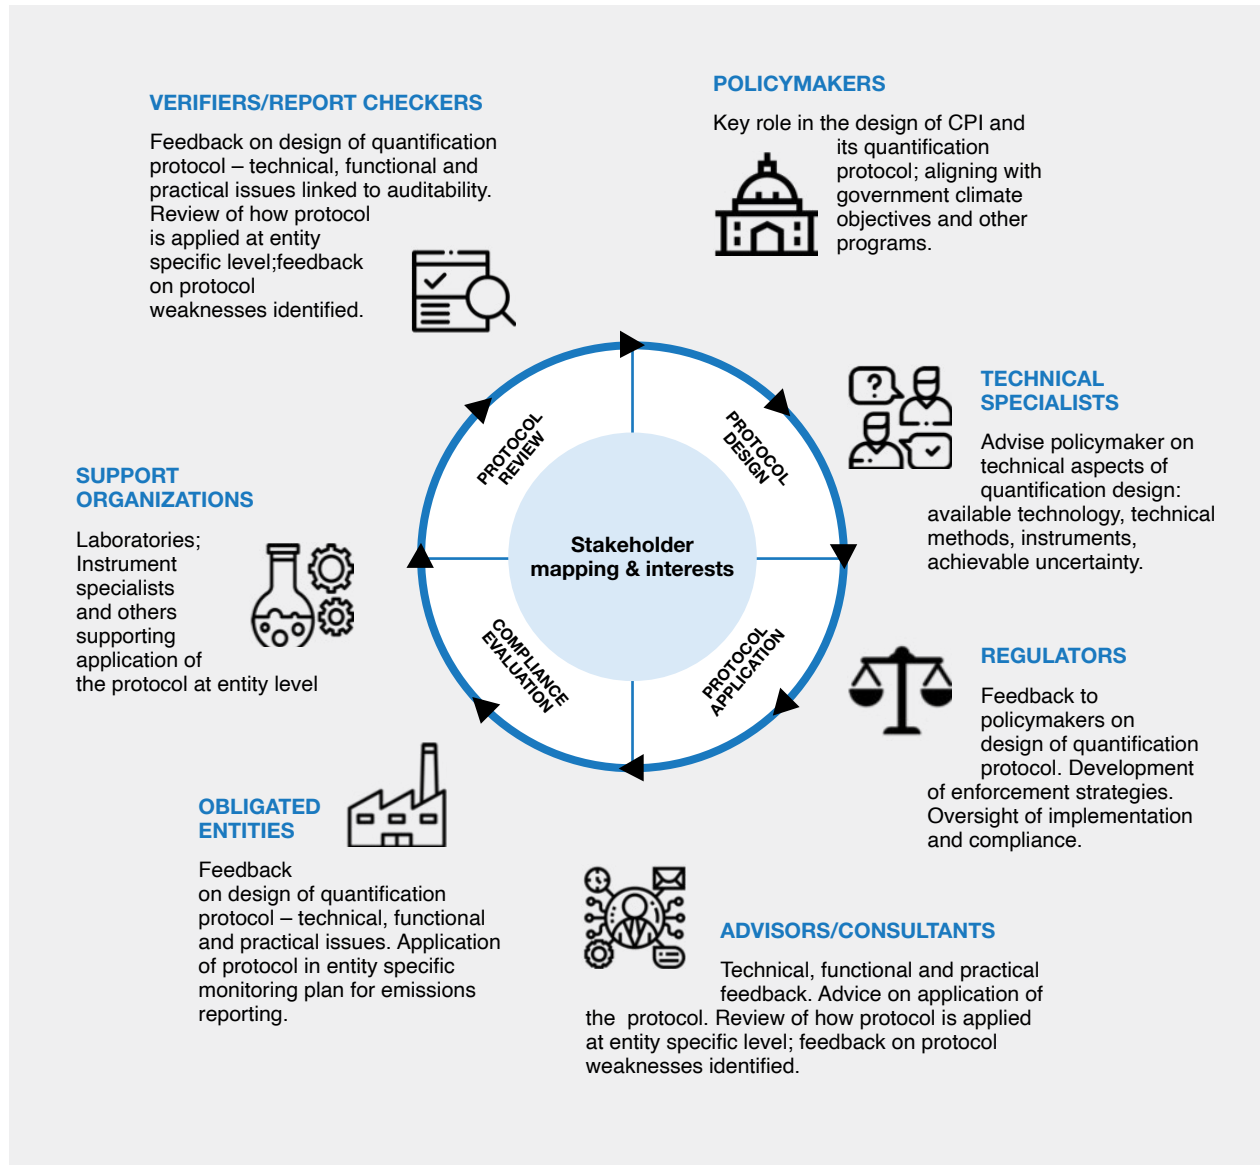 VERIFIERS/REPORT CHECKERS
Feedback on design of quantification
protocol – technical, functional and
practical issues linked to auditability.
Review of how protocol
is applied at entity
specific level;feedback
on protocol
weaknesses identified.
POLICYMAKERS
Key role in the design of CPI and
its quantification
protocol; aligning with
government climate
objectives and other
programs.
TECHNICAL
SPECIALISTS
Advise policymaker on
technical aspects of
quantification design:
available technology, technical
methods, instruments,
achievable uncertainty.
SUPPORT
ORGANIZATIONS
Laboratories;
Instrument
specialists
and others
supporting
application of
the protocol at entity level
PROTOCOL
REVIEW
PROTOCOL
DESIGN
Stakeholder
mapping & interests
COMPLIANCE
EVALUATION
PROTOCOL
APPLICATION
REGULATORS
Feedback to
policymakers on
design of quantification
protocol. Development
of enforcement strategies.
Oversight of implementation
and compliance.
OBLIGATED
ENTITIES
Feedback
on design of quantification
protocol – technical, functional
and practical issues. Application
of protocol in entity specific
monitoring plan for emissions
reporting.
ADVISORS/CONSULTANTS
Technical, functional and practical
feedback. Advice on application of
the  protocol. Review of how protocol is applied
at entity specific level; feedback on protocol
weaknesses identified.